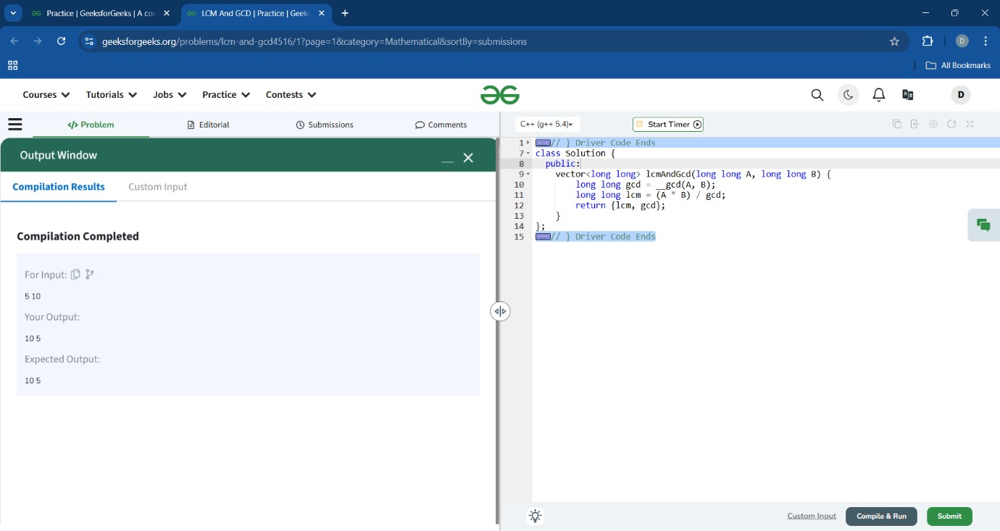 Practice | GeeksforGeeks | A co
LCM And GCD | Practice | Geek
geeksforgeeks.org/problems/lcm-and-gcd4516/1?page=1&category=Mathematical&sortBy=submissions
D
All Bookmarks
Courses
Tutorials
Jobs
Practice
Contests
D
</> Problem
Editorial
Submissions
Comments
C++ (g++ 5.4)
Start Timer
Output Window
Compilation Results
Custom Input
Compilation Completed
For Input:
5 10
Your Output:
10 5
Expected Output:
10 5
1 // } Driver Code Ends
7 class Solution {
8 public:
9 vector<long long> lcmAndGcd(long long A, long long B) {
10 long long gcd = __gcd(A, B);
11 long long lcm = (A * B) / gcd;
12 return {lcm, gcd};
13 }
14 };
15 // } Driver Code Ends
Custom Input
Compile & Run
Submit